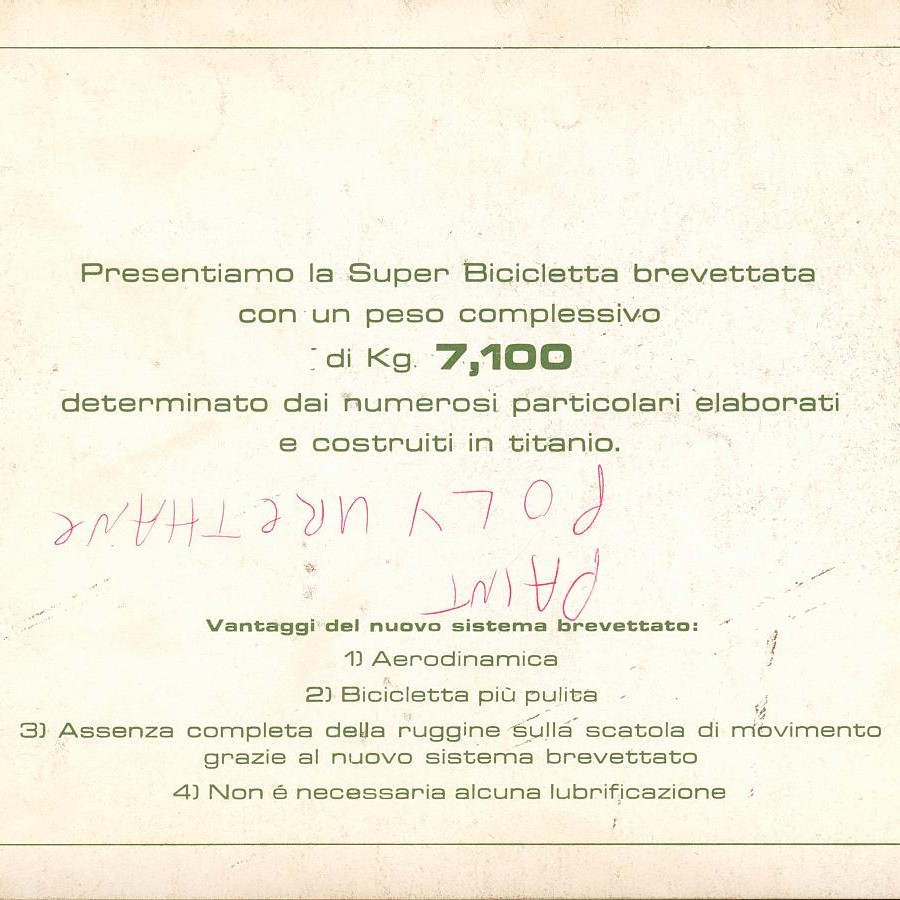 Presentiamo la Super Bicicletta brevettata
con un peso complessivo
di Kg. 7,100
determinato dai numerosi particolari elaborati
e costruiti in titanio.
PAINT
POLY URETHANE
Vantaggi del nuovo sistema brevettato:
1) Aerodinamica
2) Bicicletta più pulita
3) Assenza completa della ruggine sulla scatola di movimento
grazie al nuovo sistema brevettato
4) Non é necessaria alcuna lubrificazione